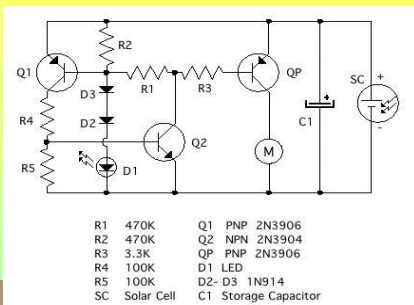 R2
Q1
D3
R1
R3
QP
SC
+
+
R4
D2
C1
Q2
M
-
R5
D1
R1 470K Q1 PNP 2N3906
R2 470K Q2 NPN 2N3904
R3 3.3K QP PNP 2N3906
R4 100K D1 LED
R5 100K D2- D3 1N914
SC Solar Cell C1 Storage Capacitor